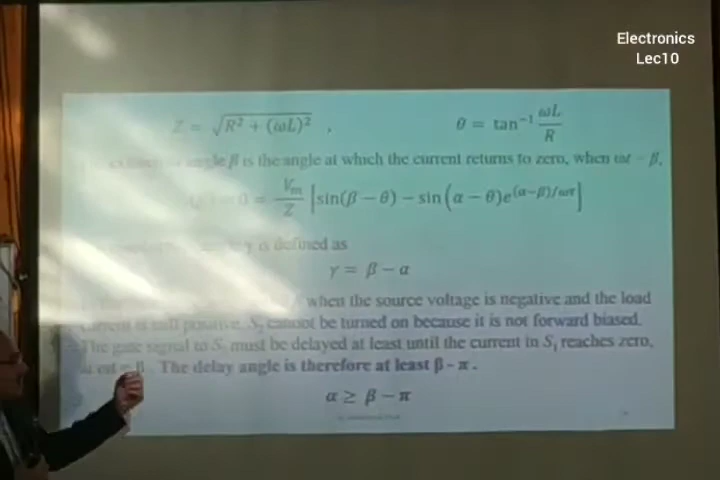 Electronics
Lec10
Z = √R² + (ωL)² , θ = tan⁻¹ ωL/R
angle β is the angle at which the current returns to zero, when ωt = β,
= 0 = Vm/Z [sin(β − θ) − sin(α − θ)e^(α−β)/ωτ]
γ is defined as
γ = β − α
when the source voltage is negative and the load
current is still positive. S₂ cannot be turned on because it is not forward biased.
The gate signal to S₂ must be delayed at least until the current in S₁ reaches zero,
at ωt = β. The delay angle is therefore at least β − π.
α ≥ β − π